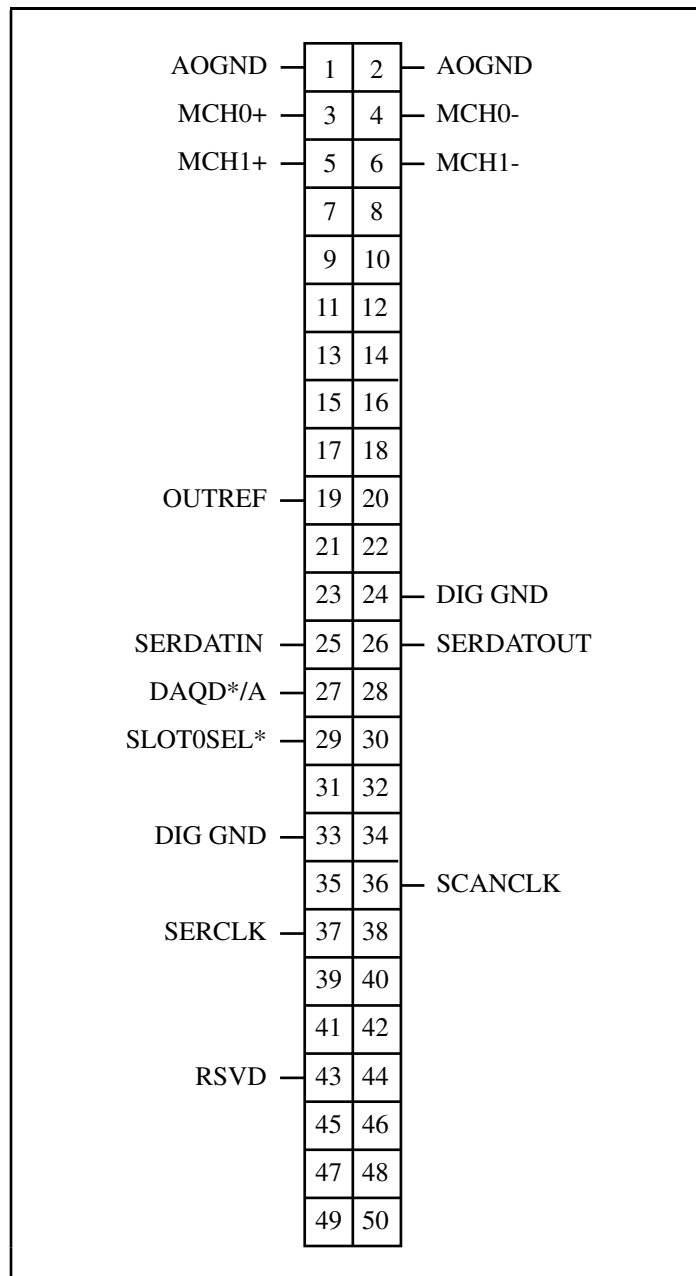 AOGND 1 2 AOGND
MCH0+ 3 4 MCH0-
MCH1+ 5 6 MCH1-
7 8
9 10
11 12
13 14
15 16
17 18
OUTREF 19 20
21 22
23 24 DIG GND
SERDATIN 25 26 SERDATOUT
DAQD*/A 27 28
SLOT0SEL* 29 30
31 32
DIG GND 33 34
35 36 SCANCLK
SERCLK 37 38
39 40
41 42
RSVD 43 44
45 46
47 48
49 50